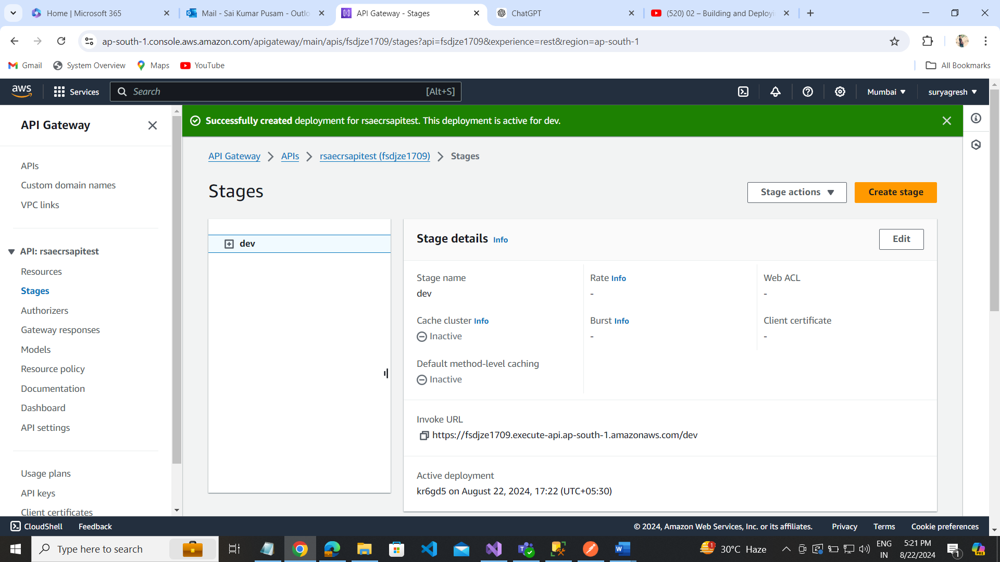 Home | Microsoft 365
Mail - Sai Kumar Pusam - Outlo
API Gateway - Stages
ChatGPT
(520) 02 – Building and Deployi
ap-south-1.console.aws.amazon.com/apigateway/main/apis/fsdjze1709/stages?api=fsdjze1709&experience=rest&region=ap-south-1
Gmail
System Overview
Maps
YouTube
All Bookmarks
aws
Services
Search
[Alt+S]
Mumbai
suryagresh
API Gateway
APIs
Custom domain names
VPC links
API: rsaecrsapitest
Resources
Stages
Authorizers
Gateway responses
Models
Resource policy
Documentation
Dashboard
API settings
Usage plans
API keys
Client certificates
Successfully created deployment for rsaecrsapitest. This deployment is active for dev.
API Gateway
APIs
rsaecrsapitest (fsdjze1709)
Stages
Stages
Stage actions
Create stage
dev
Stage details Info
Edit
Stage name
dev
Rate Info
-
Web ACL
-
Cache cluster Info
Inactive
Burst Info
-
Client certificate
-
Default method-level caching
Inactive
Invoke URL
https://fsdjze1709.execute-api.ap-south-1.amazonaws.com/dev
Active deployment
kr6gd5 on August 22, 2024, 17:22 (UTC+05:30)
CloudShell
Feedback
© 2024, Amazon Web Services, Inc. or its affiliates.
Privacy
Terms
Cookie preferences
Type here to search
1
30°C Haze
ENG
IN
5:21 PM
8/22/2024
1
PRE